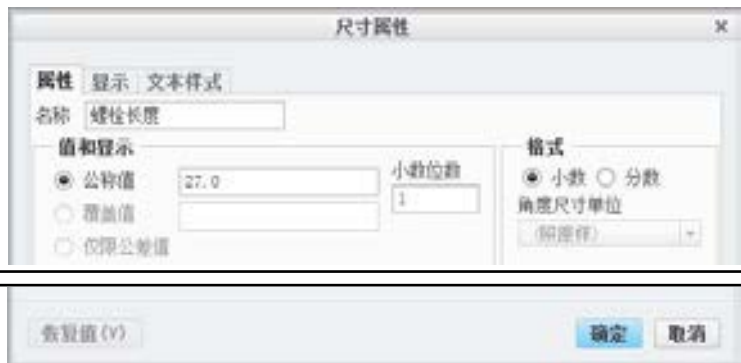 尺寸属性
属性 显示 文本样式
名称 螺栓长度
值和显示
公称值 27.0
小数位数
1
覆盖值
仅限公差值
格式
小数 分数
角度尺寸单位
(照原样)
恢复值(V)
确定 取消